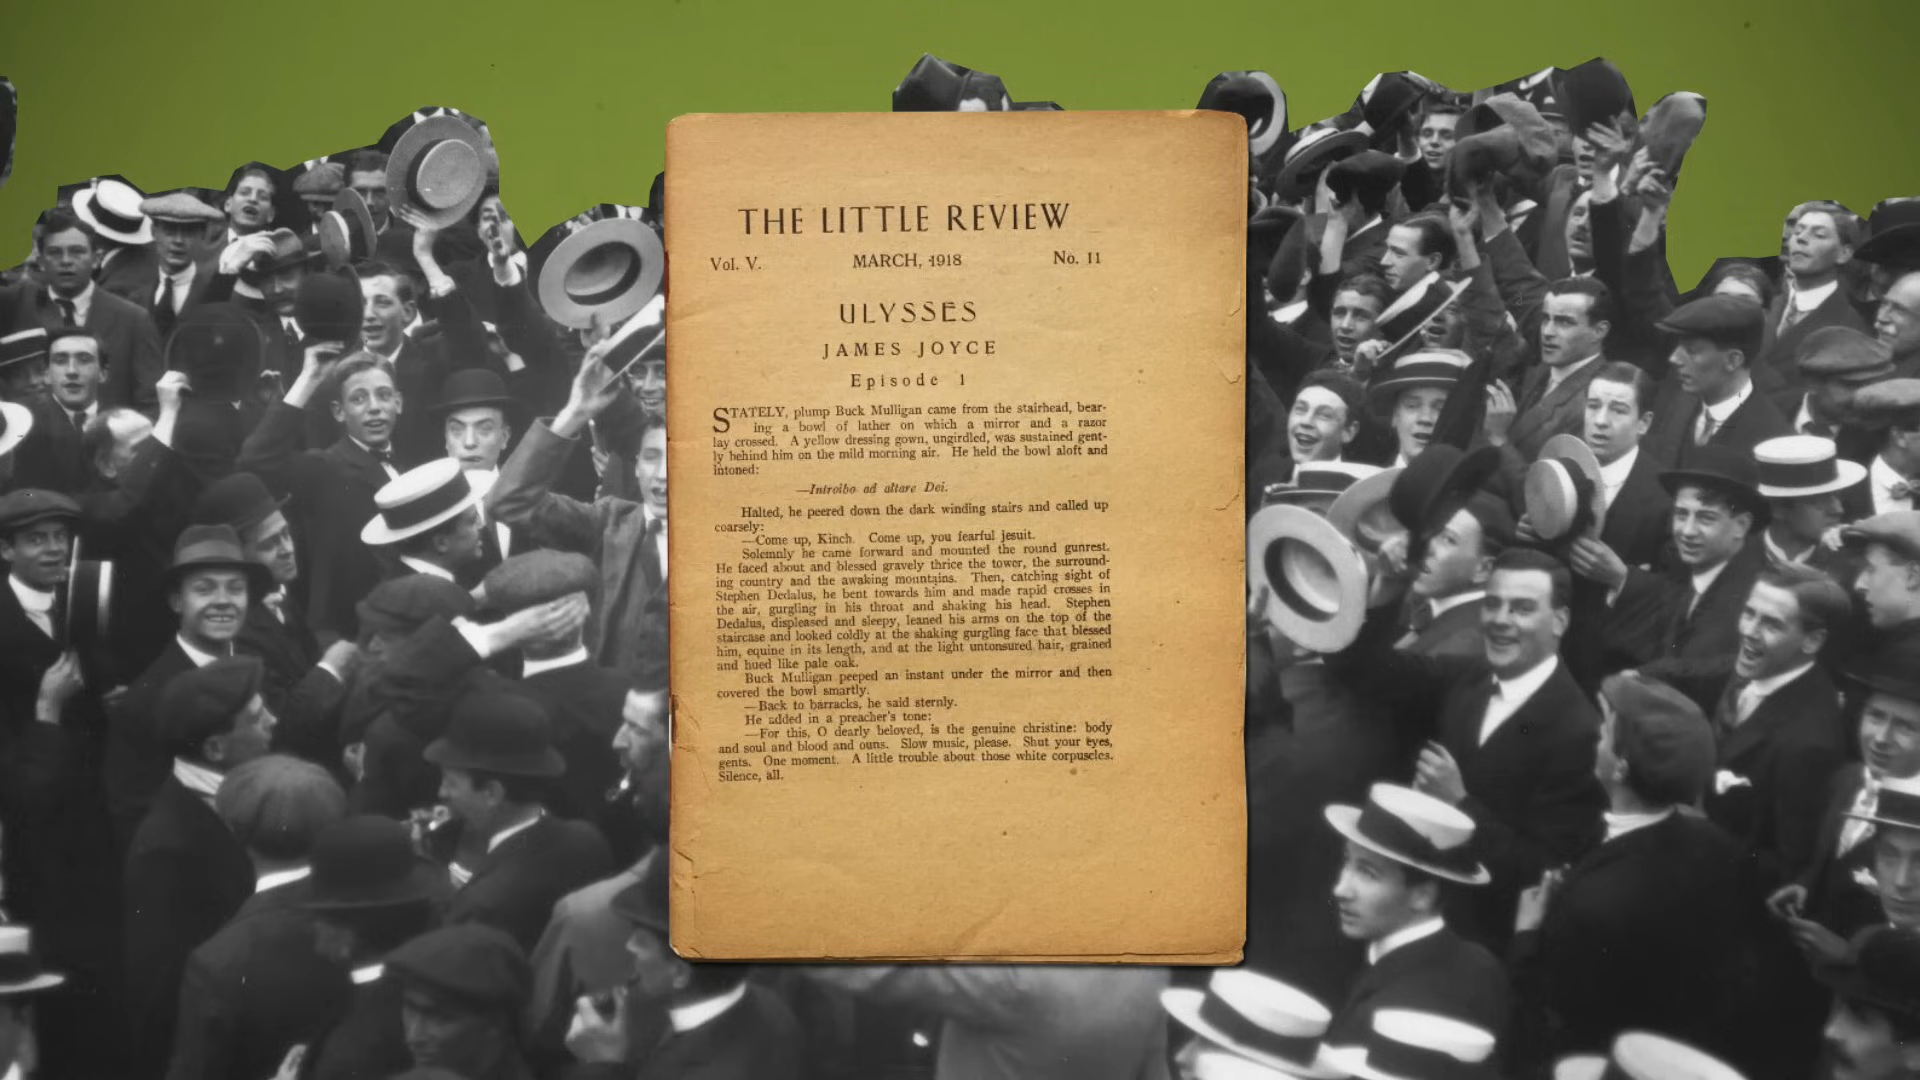 THE LITTLE REVIEW
Vol. V. MARCH, 1918 No. 11
ULYSSES
JAMES JOYCE
Episode 1
STATELY, plump Buck Mulligan came from the stairhead, bear-
ing a bowl of lather on which a mirror and a razor
lay crossed. A yellow dressing gown, ungirdled, was sustained gent-
ly behind him on the mild morning air. He held the bowl aloft and
intoned:
—Introibo ad altare Dei.
Halted, he peered down the dark winding stairs and called up
coarsely:
—Come up, Kinch. Come up, you fearful jesuit.
Solemnly he came forward and mounted the round gunrest.
He faced about and blessed gravely thrice the tower, the surround-
ing country and the awaking mountains. Then, catching sight of
Stephen Dedalus, he bent towards him and made rapid crosses in
the air, gurgling in his throat and shaking his head. Stephen
Dedalus, displeased and sleepy, leaned his arms on the top of the
staircase and looked coldly at the shaking gurgling face that blessed
him, equine in its length, and at the light untonsured hair, grained
and hued like pale oak.
Buck Mulligan peeped an instant under the mirror and then
covered the bowl smartly.
—Back to barracks, he said sternly.
He added in a preacher's tone:
—For this, O dearly beloved, is the genuine christine: body
and soul and blood and ouns. Slow music, please. Shut your eyes,
gents. One moment. A little trouble about those white corpuscles.
Silence, all.